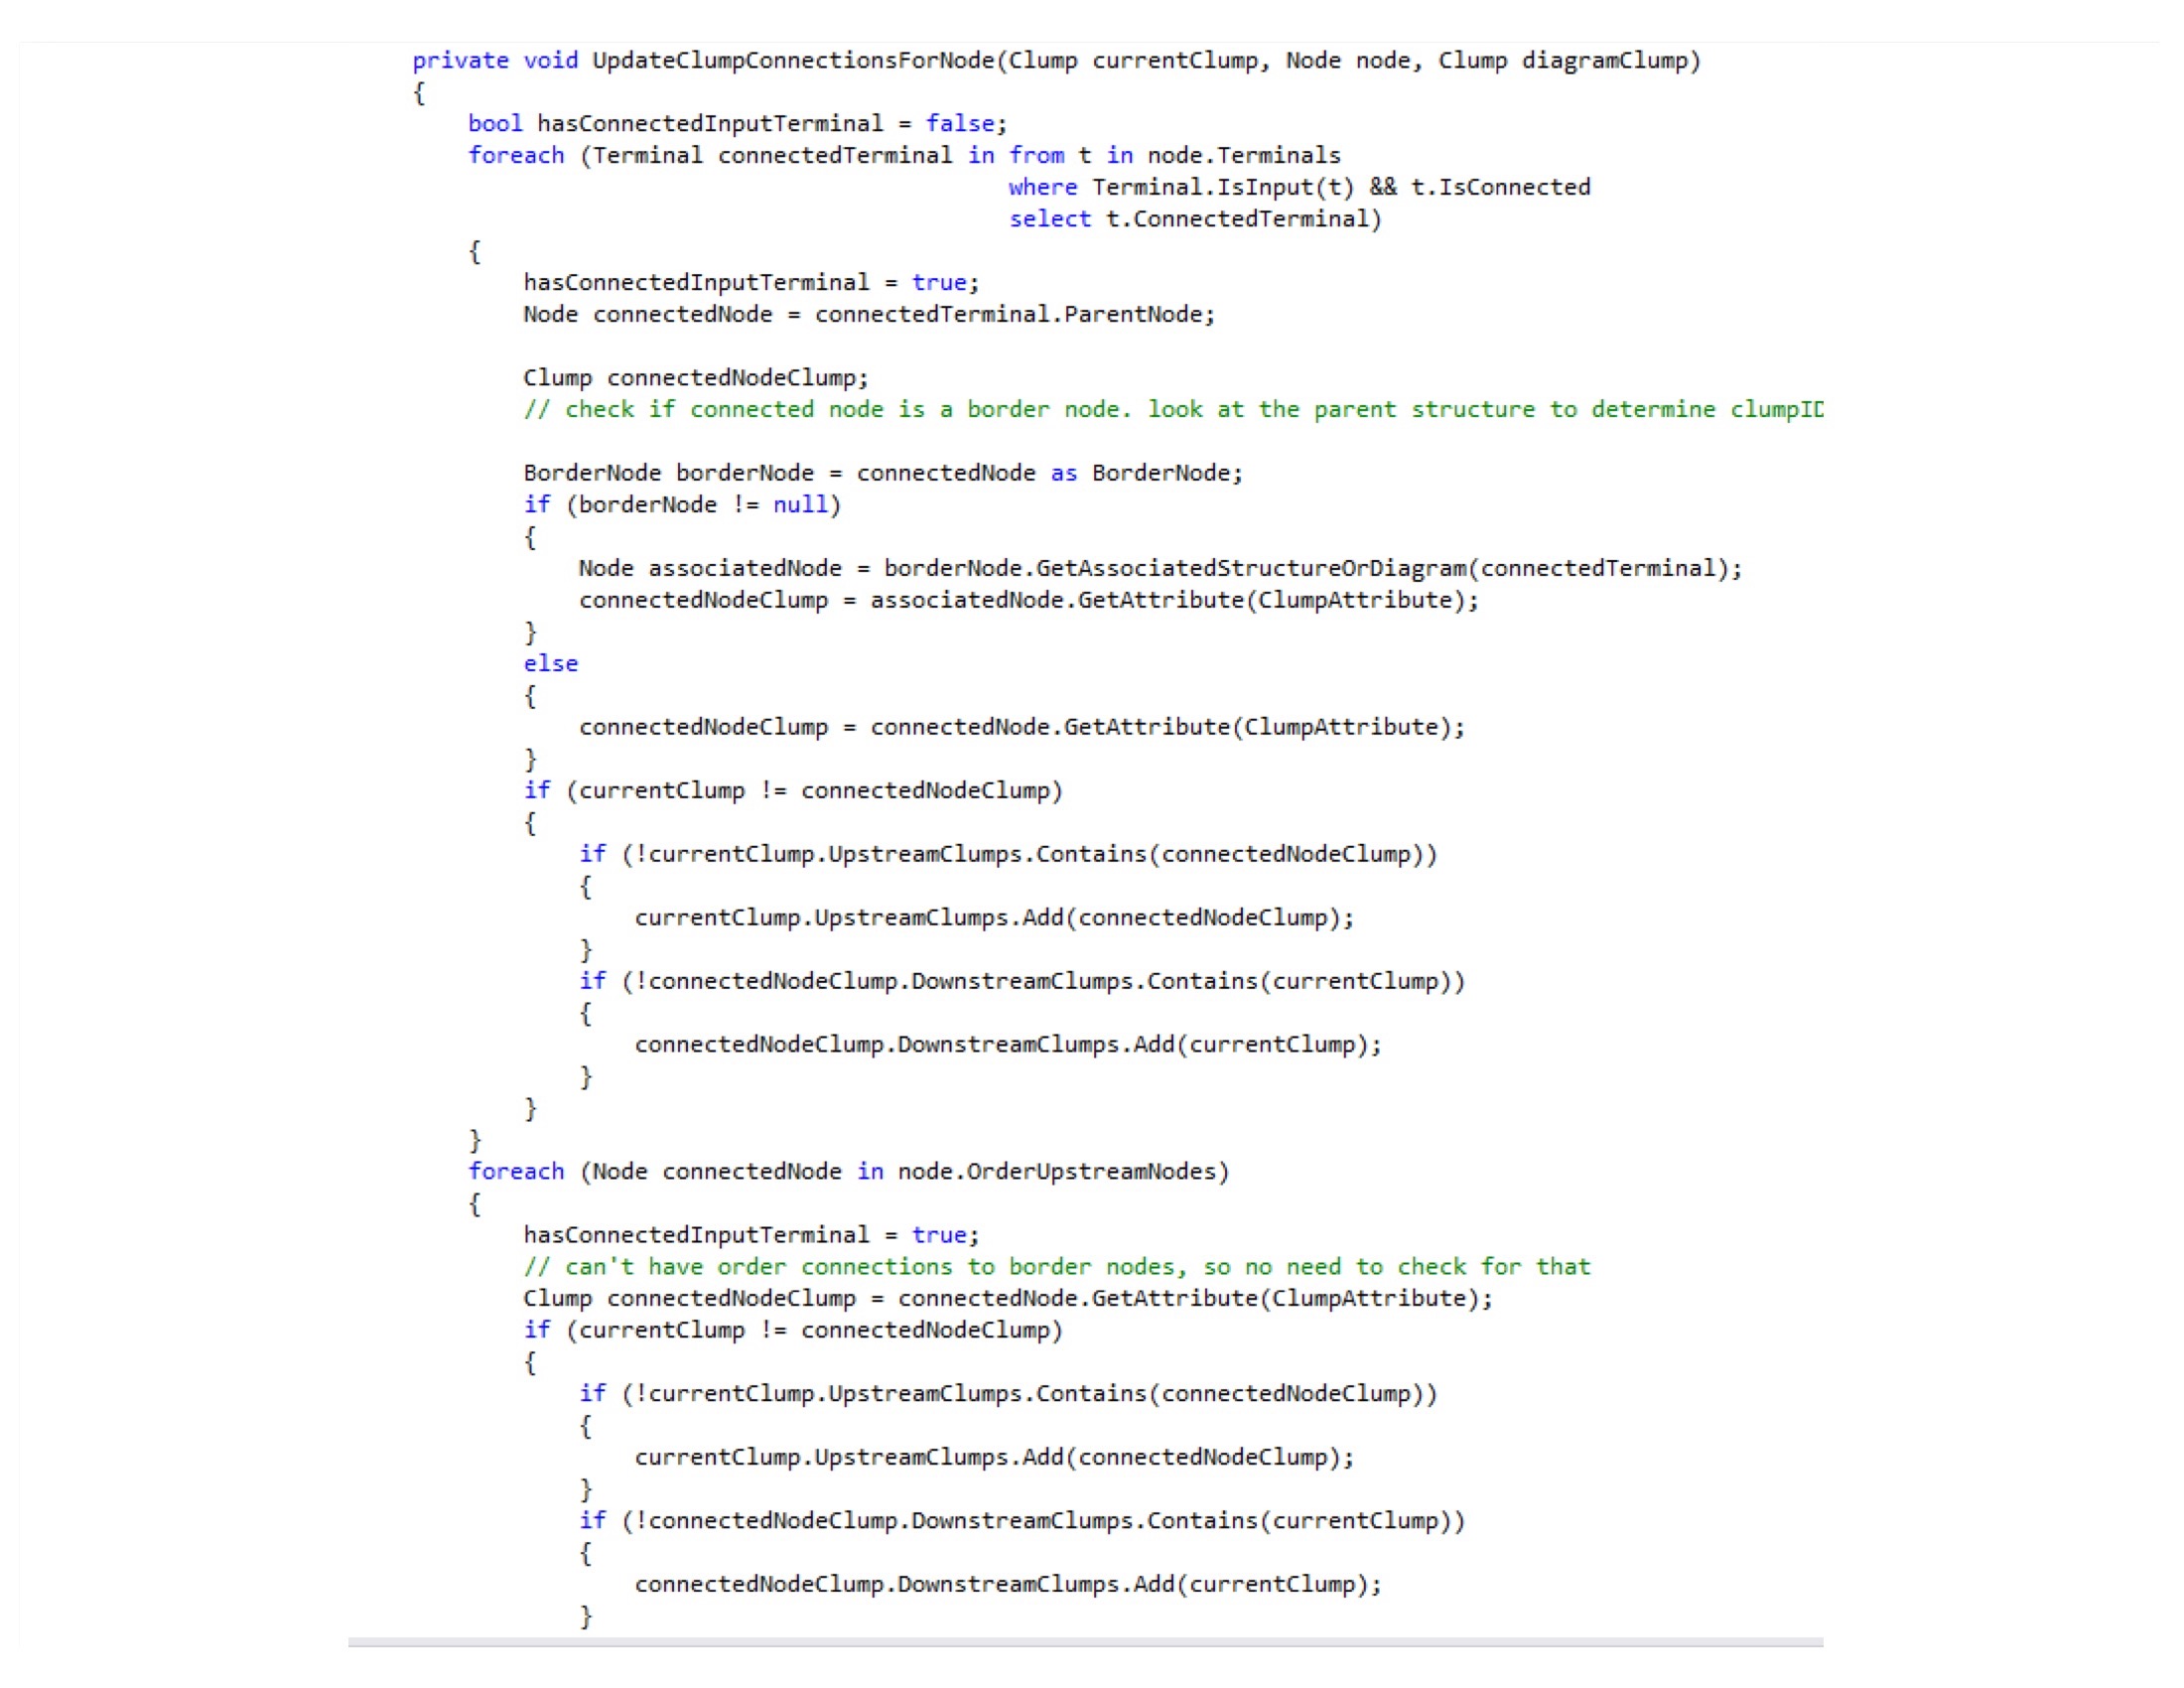 private void UpdateClumpConnectionsForNode(Clump currentClump, Node node, Clump diagramClump)
{
bool hasConnectedInputTerminal = false;
foreach (Terminal connectedTerminal in from t in node.Terminals
where Terminal.IsInput(t) && t.IsConnected
select t.ConnectedTerminal)
{
hasConnectedInputTerminal = true;
Node connectedNode = connectedTerminal.ParentNode;
Clump connectedNodeClump;
// check if connected node is a border node. look at the parent structure to determine clumpID
BorderNode borderNode = connectedNode as BorderNode;
if (borderNode != null)
{
Node associatedNode = borderNode.GetAssociatedStructureOrDiagram(connectedTerminal);
connectedNodeClump = associatedNode.GetAttribute(ClumpAttribute);
}
else
{
connectedNodeClump = connectedNode.GetAttribute(ClumpAttribute);
}
if (currentClump != connectedNodeClump)
{
if (!currentClump.UpstreamClumps.Contains(connectedNodeClump))
{
currentClump.UpstreamClumps.Add(connectedNodeClump);
}
if (!connectedNodeClump.DownstreamClumps.Contains(currentClump))
{
connectedNodeClump.DownstreamClumps.Add(currentClump);
}
}
}
foreach (Node connectedNode in node.OrderUpstreamNodes)
{
hasConnectedInputTerminal = true;
// can't have order connections to border nodes, so no need to check for that
Clump connectedNodeClump = connectedNode.GetAttribute(ClumpAttribute);
if (currentClump != connectedNodeClump)
{
if (!currentClump.UpstreamClumps.Contains(connectedNodeClump))
{
currentClump.UpstreamClumps.Add(connectedNodeClump);
}
if (!connectedNodeClump.DownstreamClumps.Contains(currentClump))
{
connectedNodeClump.DownstreamClumps.Add(currentClump);
}